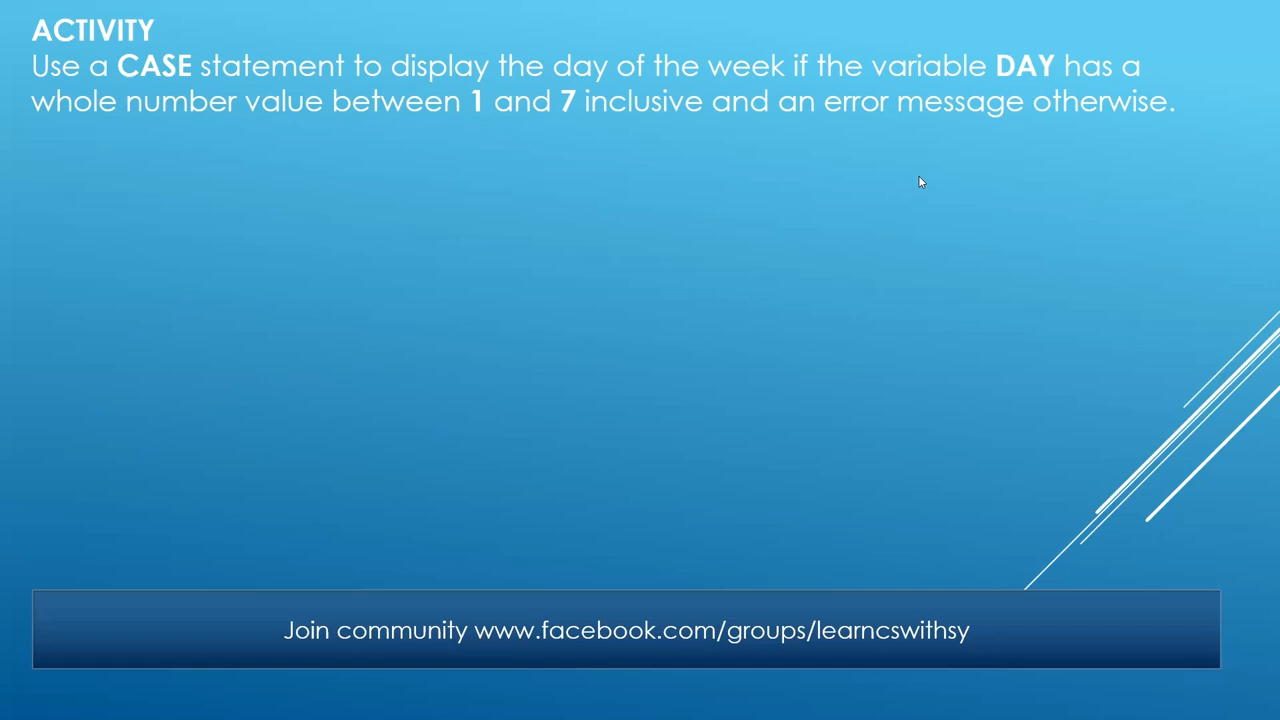 ACTIVITY
Use a CASE statement to display the day of the week if the variable DAY has a
whole number value between 1 and 7 inclusive and an error message otherwise.
Join community www.facebook.com/groups/learncswithsy